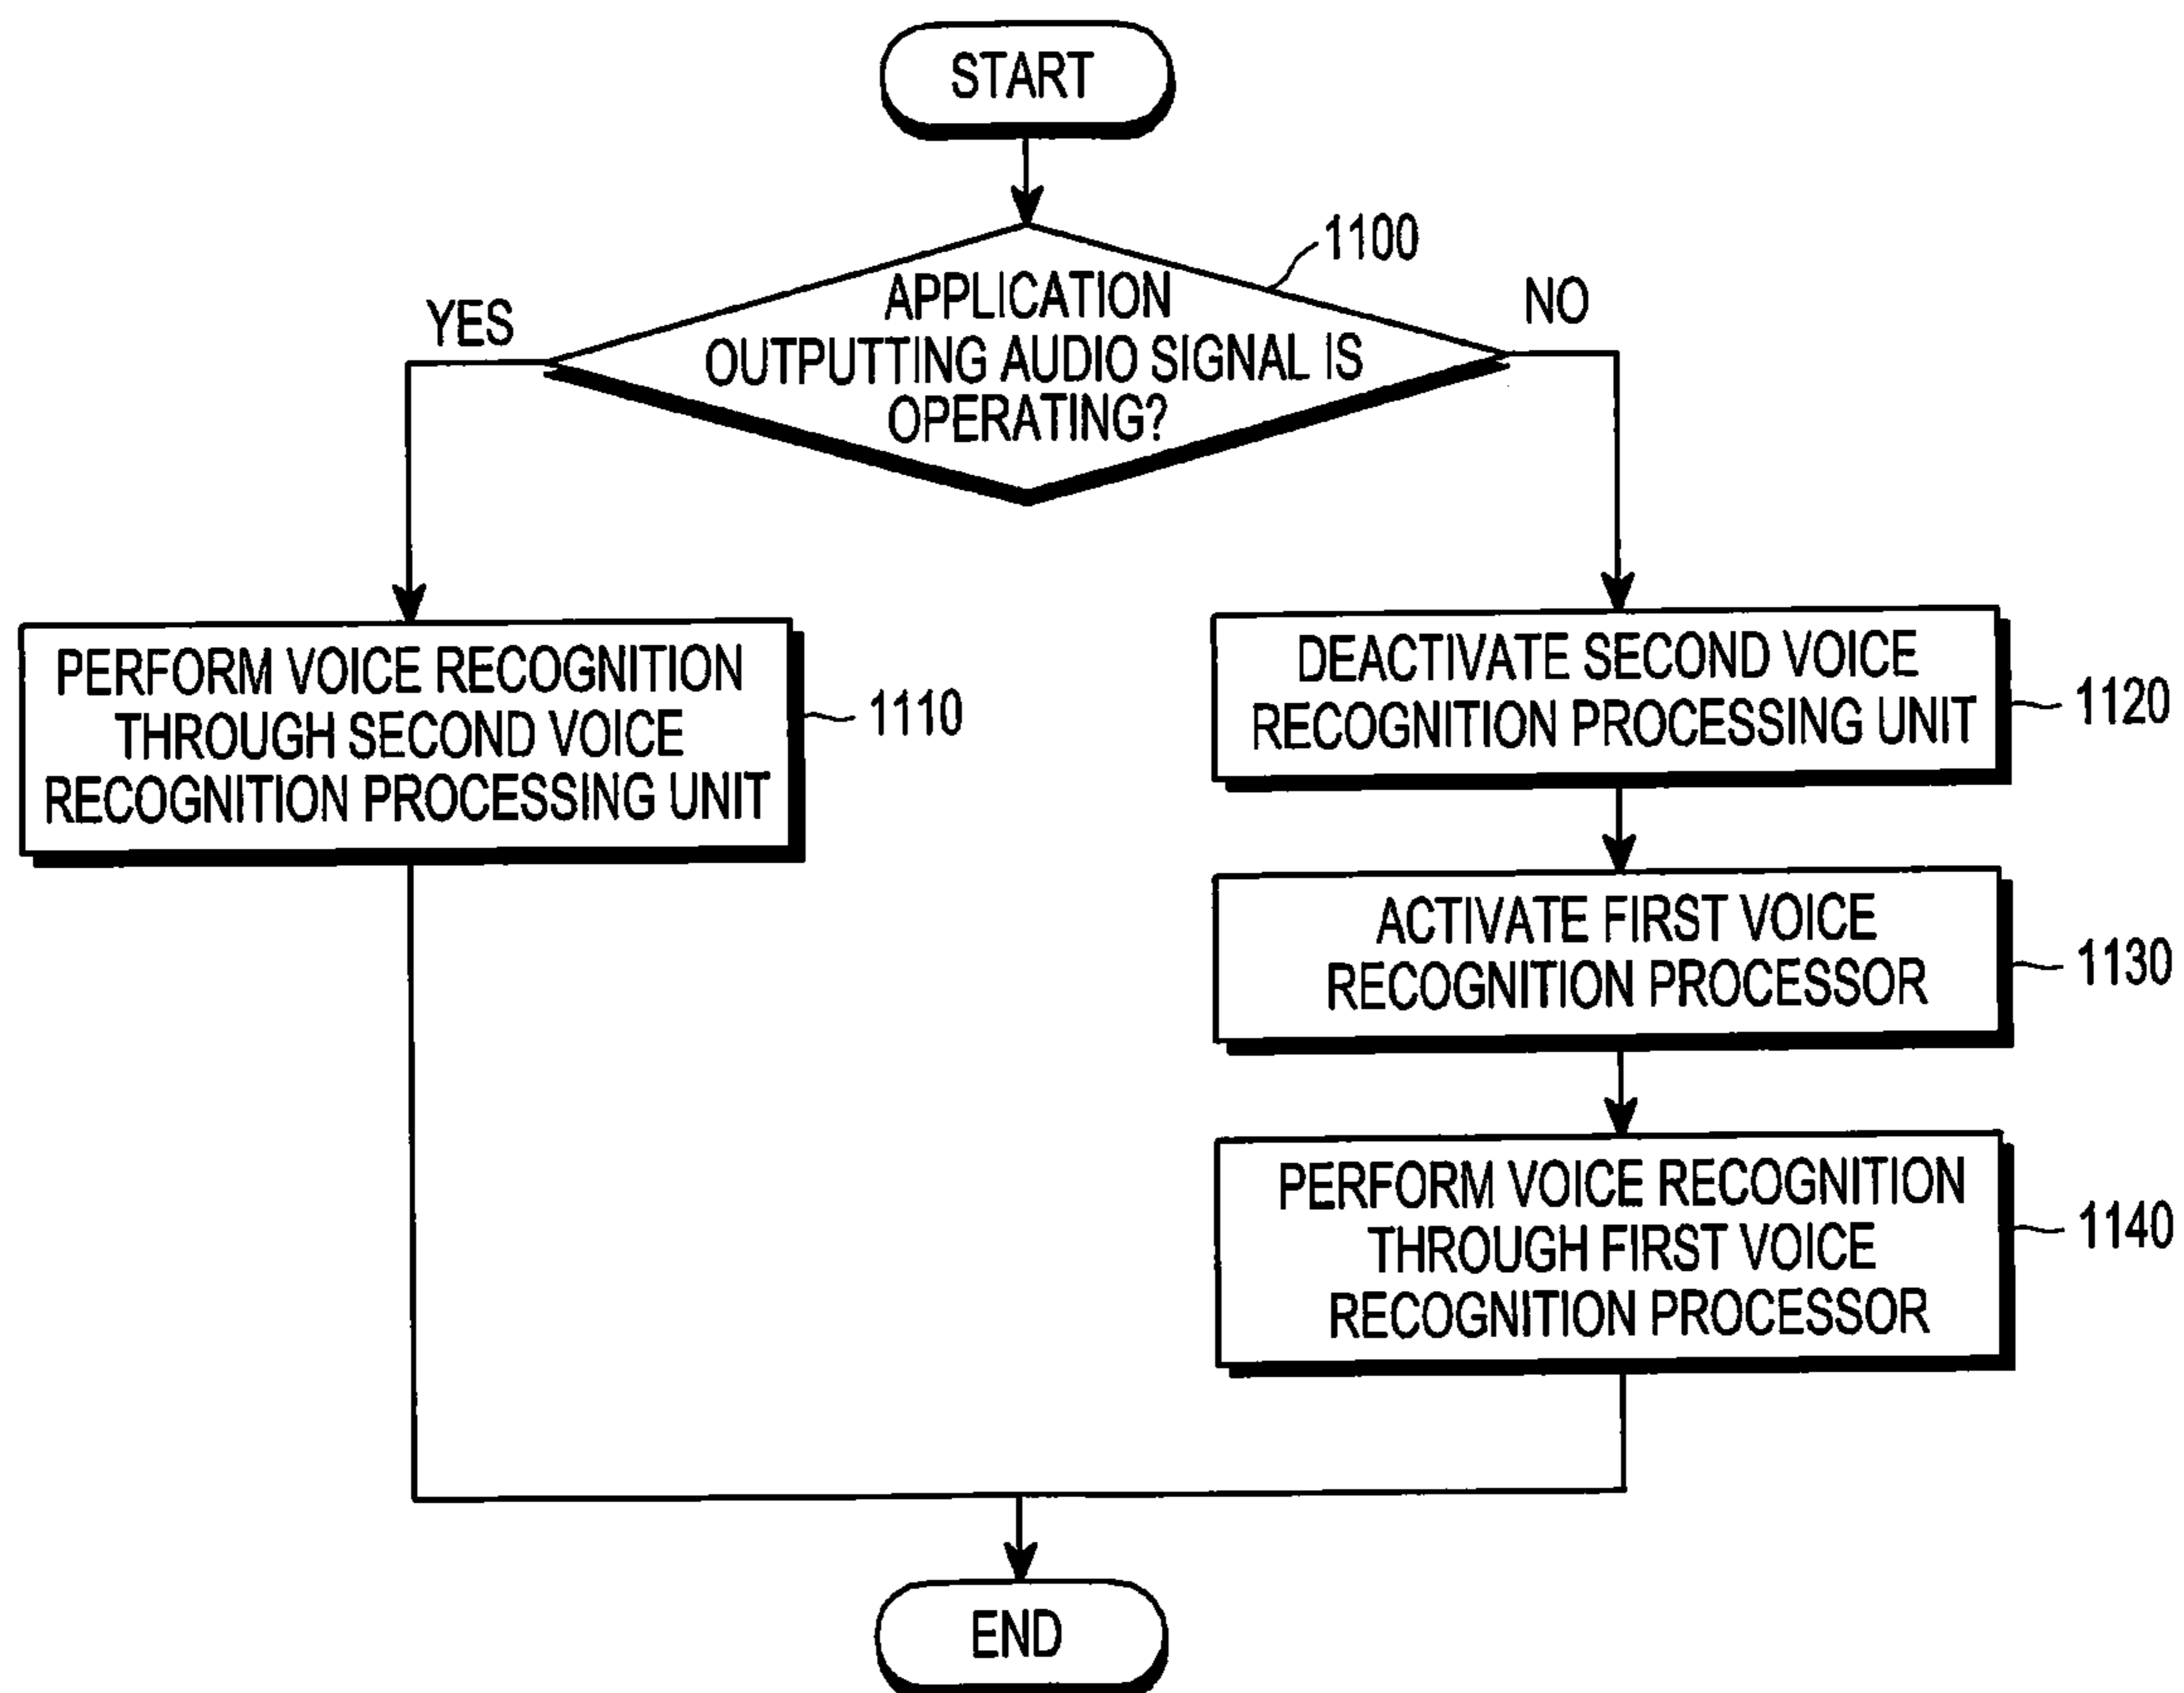 START
1100
APPLICATION
OUTPUTTING AUDIO SIGNAL IS
OPERATING?
YES
NO
PERFORM VOICE RECOGNITION
THROUGH SECOND VOICE
RECOGNITION PROCESSING UNIT
1110
DEACTIVATE SECOND VOICE
RECOGNITION PROCESSING UNIT
1120
ACTIVATE FIRST VOICE
RECOGNITION PROCESSOR
1130
PERFORM VOICE RECOGNITION
THROUGH FIRST VOICE
RECOGNITION PROCESSOR
1140
END